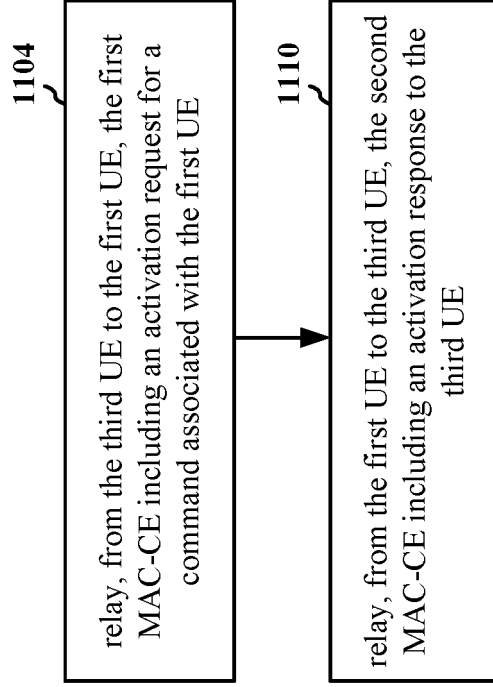 1104
relay, from the third UE to the first UE, the first
MAC-CE including an activation request for a
command associated with the first UE
1110
relay, from the first UE to the third UE, the second
MAC-CE including an activation response to the
third UE